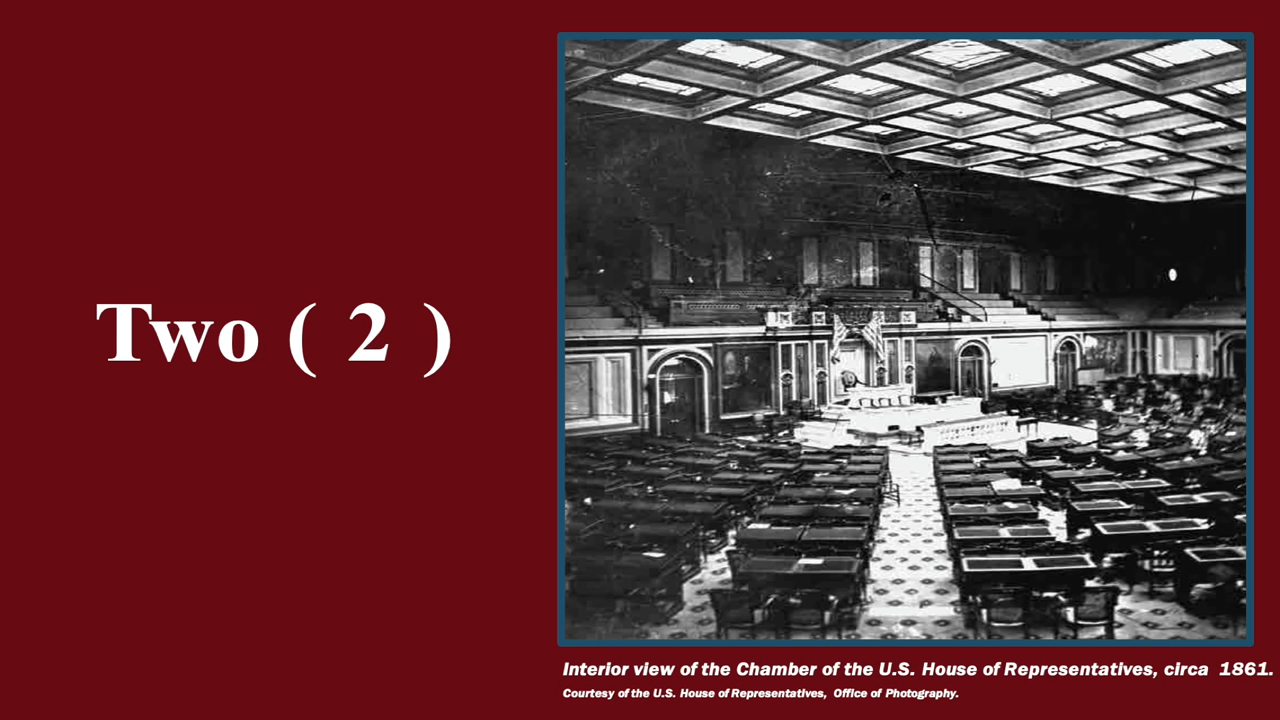 Two ( 2 )
Interior view of the Chamber of the U.S. House of Representatives, circa 1861.
Courtesy of the U.S. House of Representatives, Office of Photography.